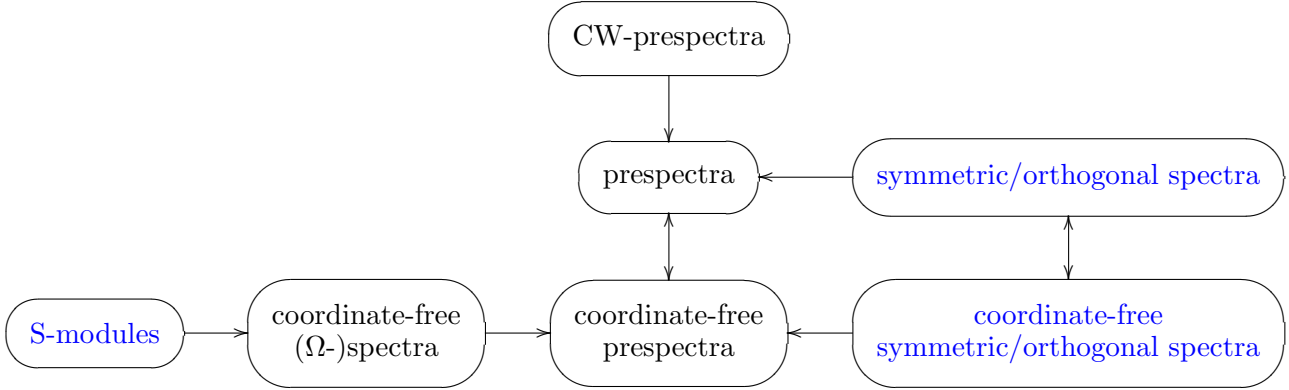 CW-prespectra
prespectra
symmetric/orthogonal spectra
S-modules
coordinate-free
(Ω-)spectra
coordinate-free
prespectra
coordinate-free
symmetric/orthogonal spectra